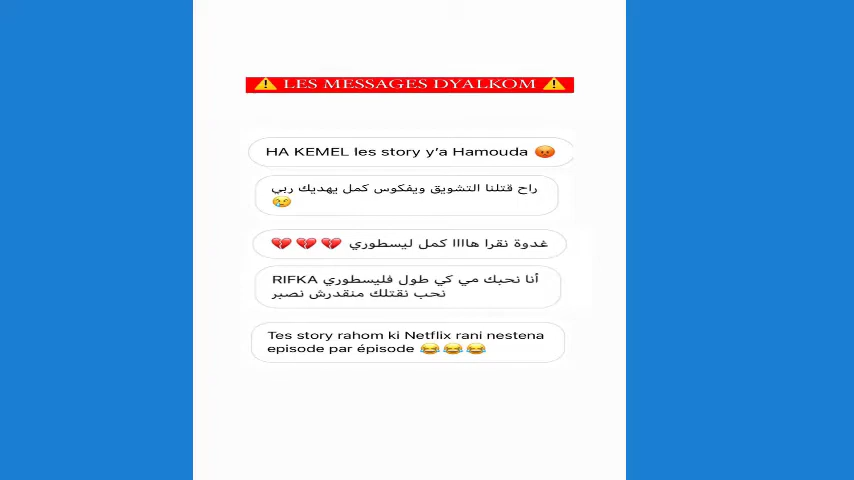 ⚠️ LES MESSAGES DYALKOM ⚠️
HA KEMEL les story y'a Hamouda 😡
راح قتلنا التشويق ويفكوس كمل يهديك ربي
😢
غدوة نقرا هاااا كمل ليسطوري 💔 💔 💔
أنا نحبك مي كي طول فليسطوري RIFKA
نحب نقتلك منقدرش نصبر
Tes story rahom ki Netflix rani nestena
episode par épisode 😂 😂 😂